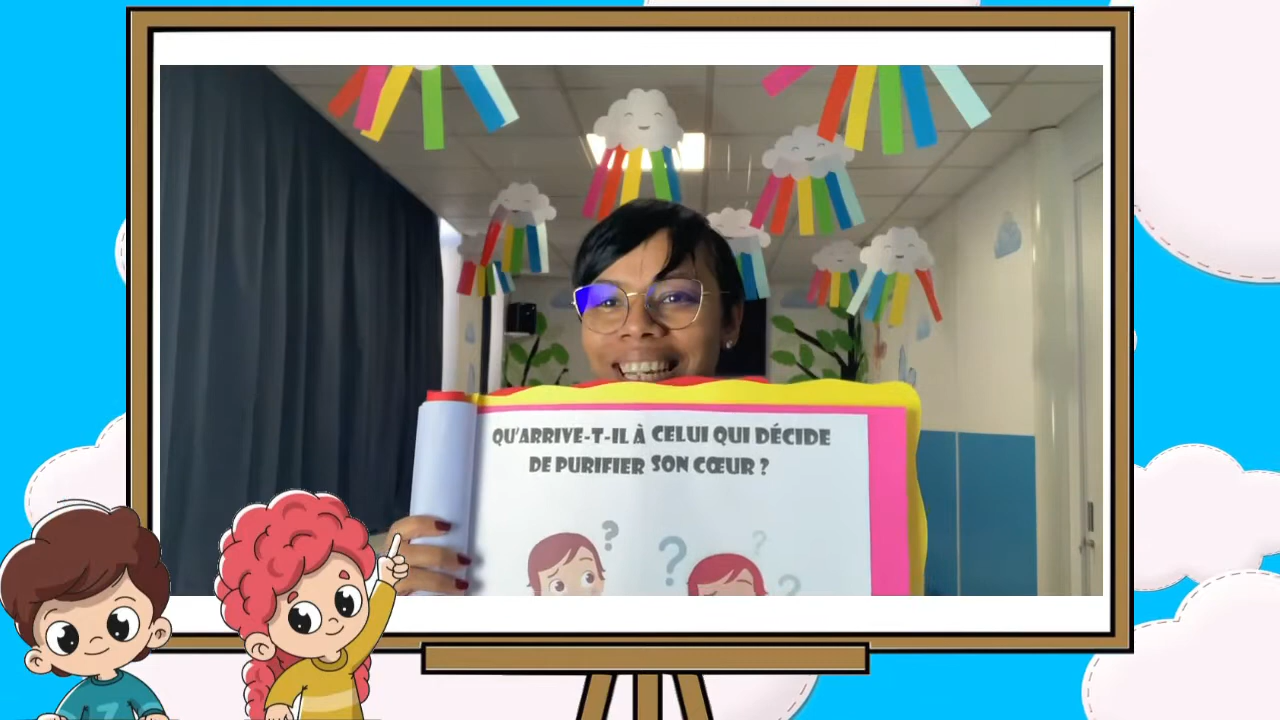 QU'ARRIVE-T-IL À CELUI QUI DÉCIDE
DE PURIFIER SON CŒUR ?
? ? ? ?